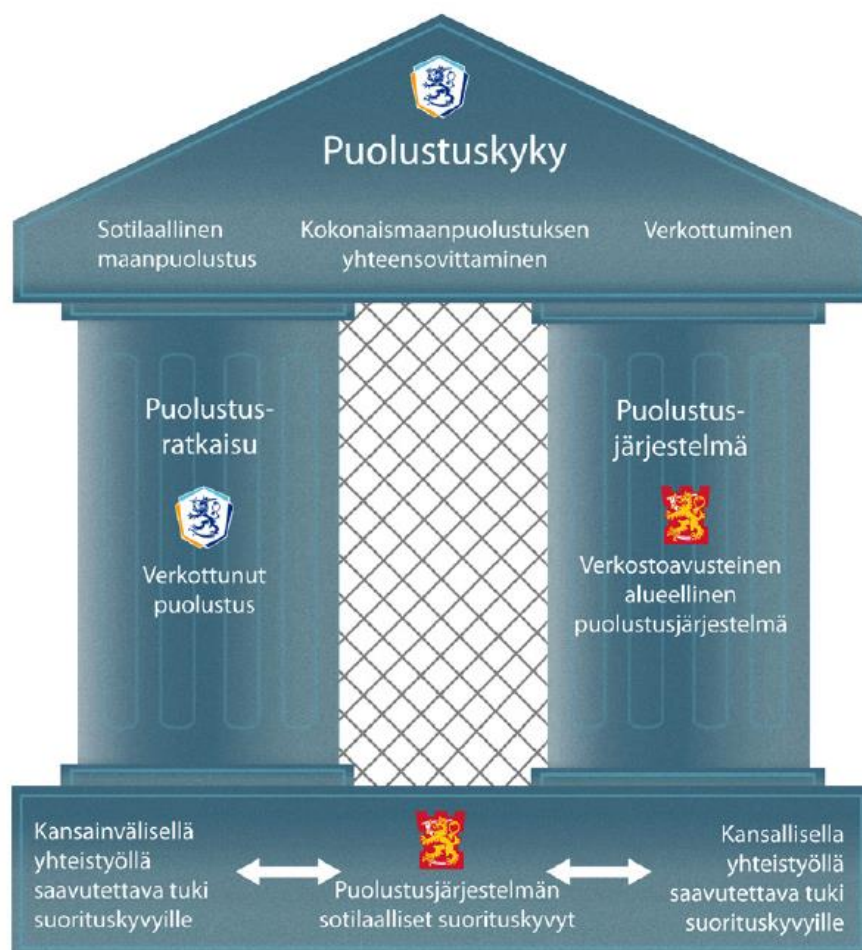 Puolustuskyky
Sotilaallinen
maanpuolustus
Kokonaismaanpuolustuksen
yhteensovittaminen
Verkottuminen
Puolustus-
ratkaisu
Verkottunut
puolustus
Puolustus-
järjestelmä
Verkostoavusteinen
alueellinen
puolustusjärjestelmä
Kansainvälisellä
yhteistyöllä
saavutettava tuki
suorituskyvyille
Puolustusjärjestelmän
sotilaalliset suorituskyvyt
Kansallisella
yhteistyöllä
saavutettava tuki
suorituskyvyille